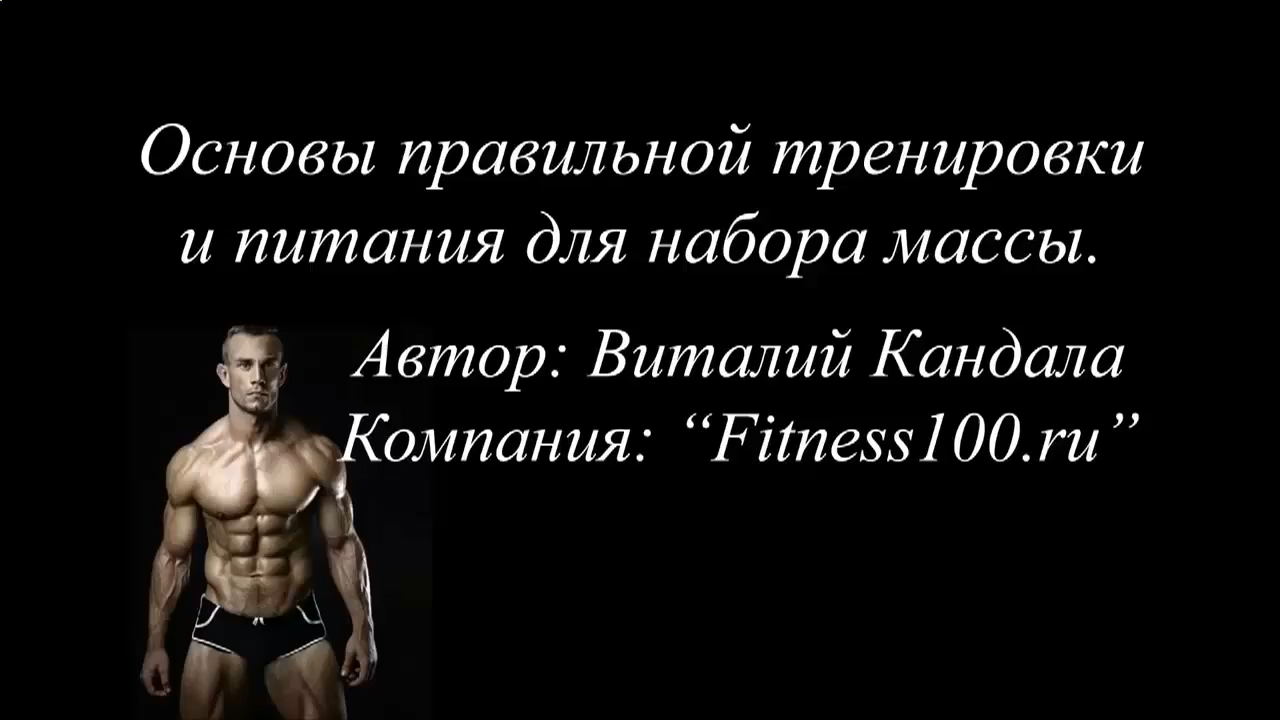 Основы правильной тренировки
и питания для набора массы.
Автор: Виталий Кандала
Компания: “Fitness100.ru”